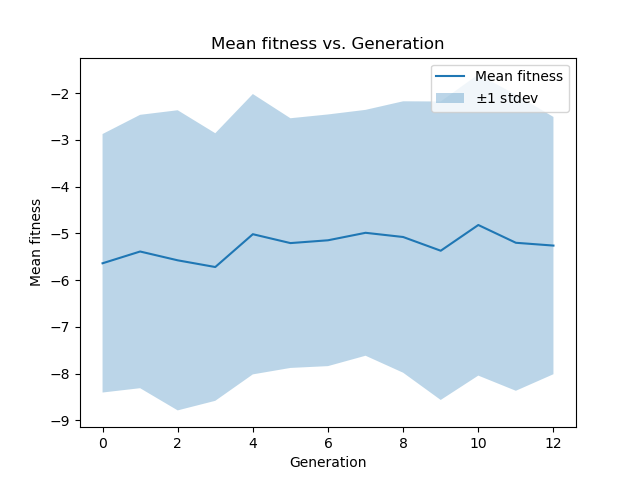 Mean fitness vs. Generation
Mean fitness
±1 stdev
−2
−3
−4
−5
−6
−7
−8
−9
Mean fitness
0 2 4 6 8 10 12
Generation